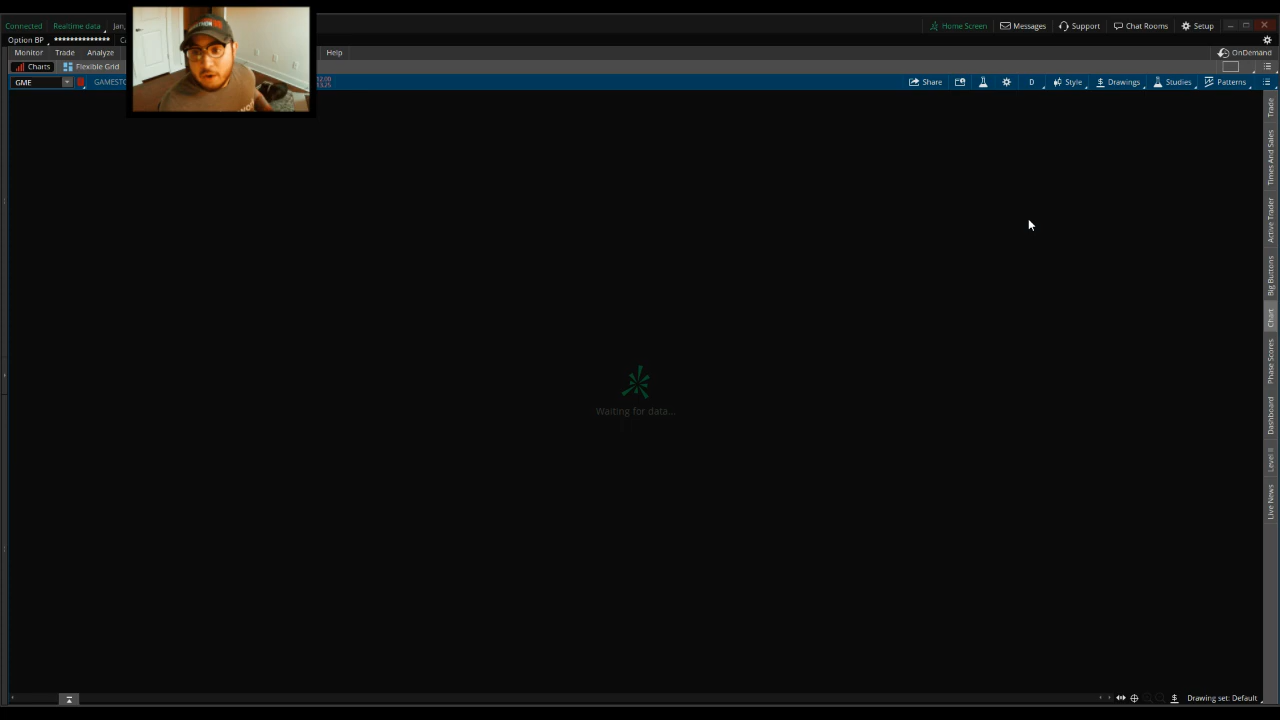 Connected Realtime data Jan, Home Screen Messages Support Chat Rooms Setup
Option BP **************
Monitor Trade Analyze Help OnDemand
Charts Flexible Grid
GME GAMESTO Share D Style Drawings Studies Patterns
Trade
Times And Sales
Active Trader
Big Buttons
Chart
Phase Scores
Dashboard
Level II
Live News
Waiting for data...
Drawing set: Default